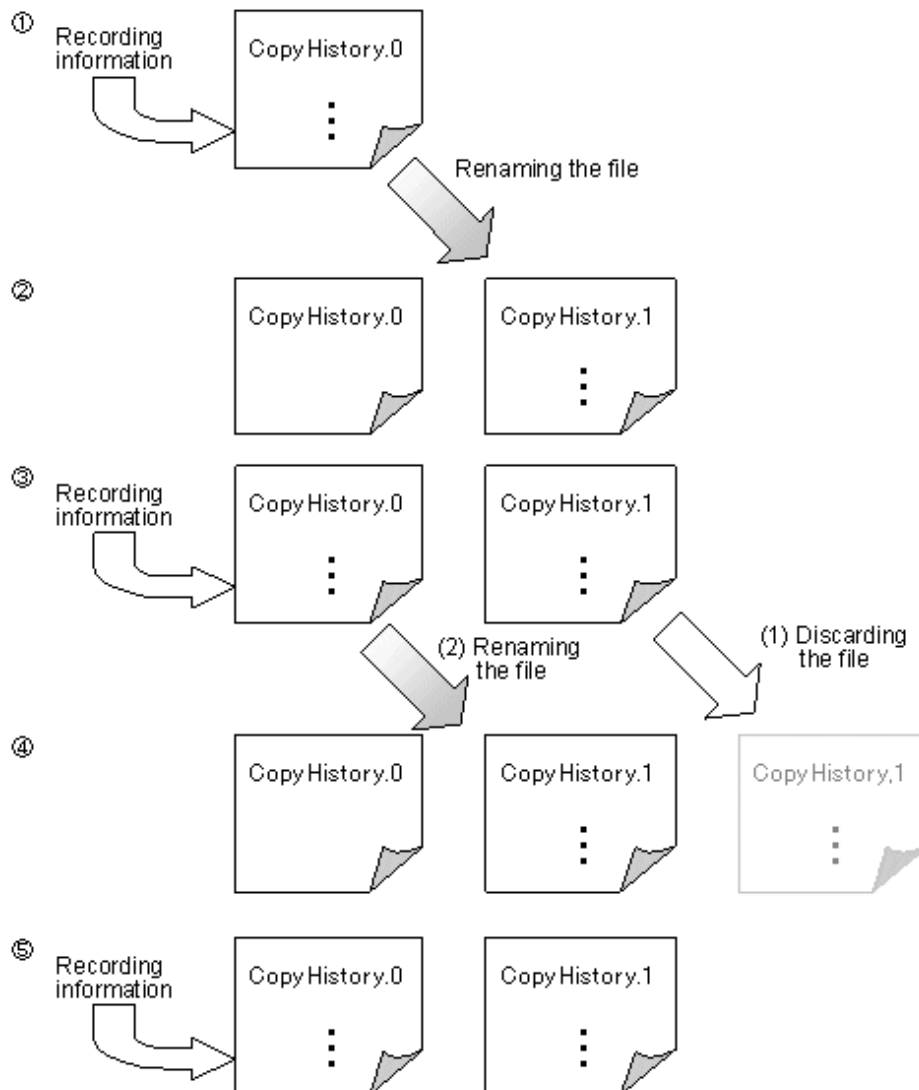 ①
Recording
information
CopyHistory.0
Renaming the file
②
CopyHistory.0
CopyHistory.1
③
Recording
information
CopyHistory.0
CopyHistory.1
(2) Renaming
the file
(1) Discarding
the file
④
CopyHistory.0
CopyHistory.1
CopyHistory,1
⑤
Recording
information
CopyHistory.0
CopyHistory.1